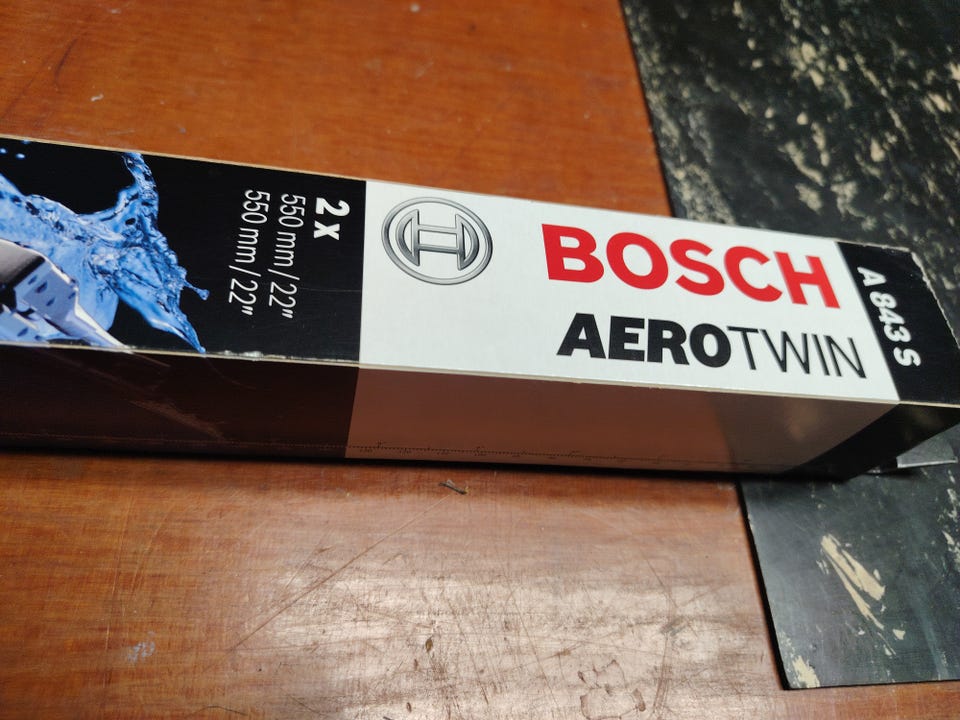 BOSCH
AEROTWIN
A 843 S
2 x
550 mm/22"
550 mm/22"